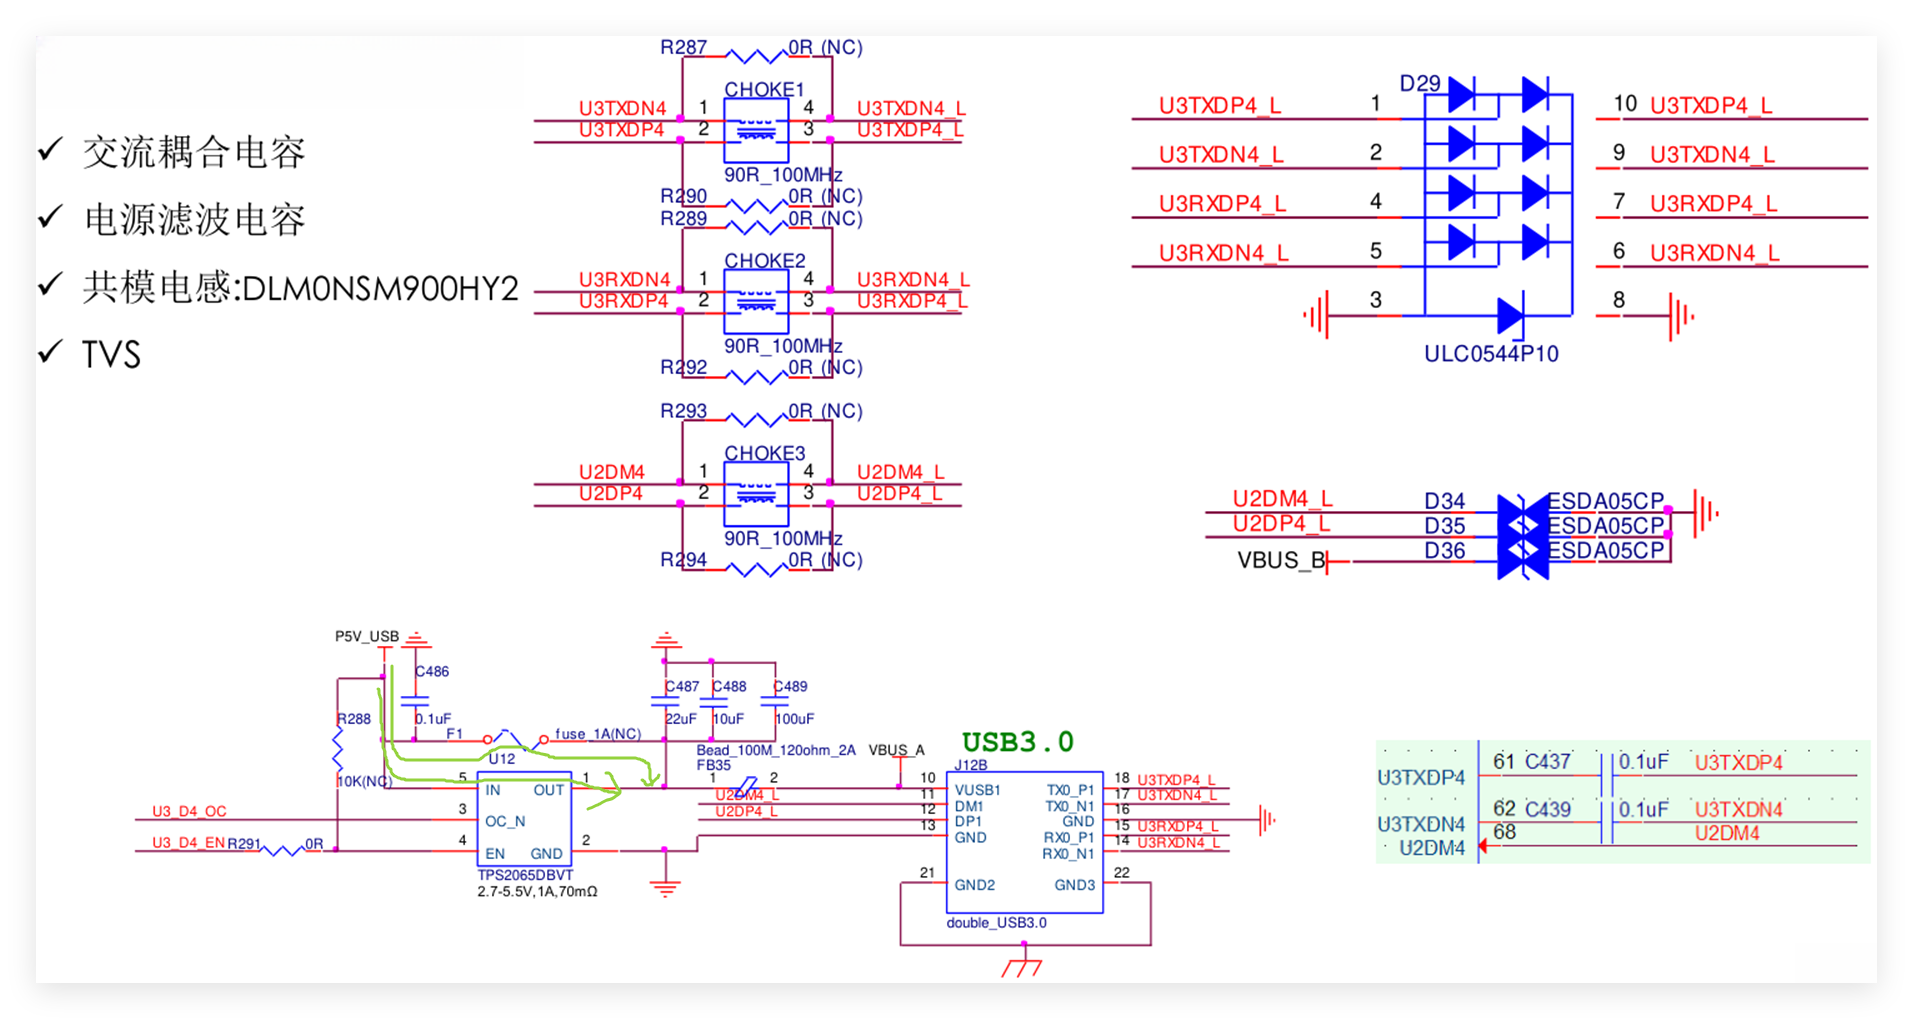 ✓ 交流耦合电容
✓ 电源滤波电容
✓ 共模电感:DLM0NSM900HY2
✓ TVS
R287 0R (NC)
CHOKE1
U3TXDN4 1 4 U3TXDN4_L
U3TXDP4 2 3 U3TXDP4_L
90R_100MHz
R290 0R (NC)
R289 0R (NC)
CHOKE2
U3RXDN4 1 4 U3RXDN4_L
U3RXDP4 2 3 U3RXDP4_L
90R_100MHz
R292 0R (NC)
R293 0R (NC)
CHOKE3
U2DM4 1 4 U2DM4_L
U2DP4 2 3 U2DP4_L
90R_100MHz
R294 0R (NC)
D29
U3TXDP4_L 1 10 U3TXDP4_L
U3TXDN4_L 2 9 U3TXDN4_L
U3RXDP4_L 4 7 U3RXDP4_L
U3RXDN4_L 5 6 U3RXDN4_L
3 8
ULC0544P10
U2DM4_L D34 ESDA05CP
U2DP4_L D35 ESDA05CP
VBUS_B D36 ESDA05CP
P5V_USB
C486
C487 C488 C489
R288 0.1uF 22uF 10uF 100uF
F1 fuse_1A(NC)
U12
10K(NC)
5 IN OUT 1
U3_D4_OC 3 OC_N
U3_D4_EN R291 0R 4 EN GND 2
TPS2065DBVT
2.7-5.5V,1A,70mΩ
Bead_100M_120ohm_2A
FB35
1 2
VBUS_A
USB3.0
J12B
10 VUSB1 TX0_P1 18 U3TXDP4_L
U2DM4_L 11 DM1 TX0_N1 17 U3TXDN4_L
U2DP4_L 12 DP1 GND 16
13 GND RX0_P1 15 U3RXDP4_L
RX0_N1 14 U3RXDN4_L
21 GND2 GND3 22
double_USB3.0
U3TXDP4 61 C437 0.1uF U3TXDP4
U3TXDN4 62 C439 0.1uF U3TXDN4
U2DM4 68 U2DM4